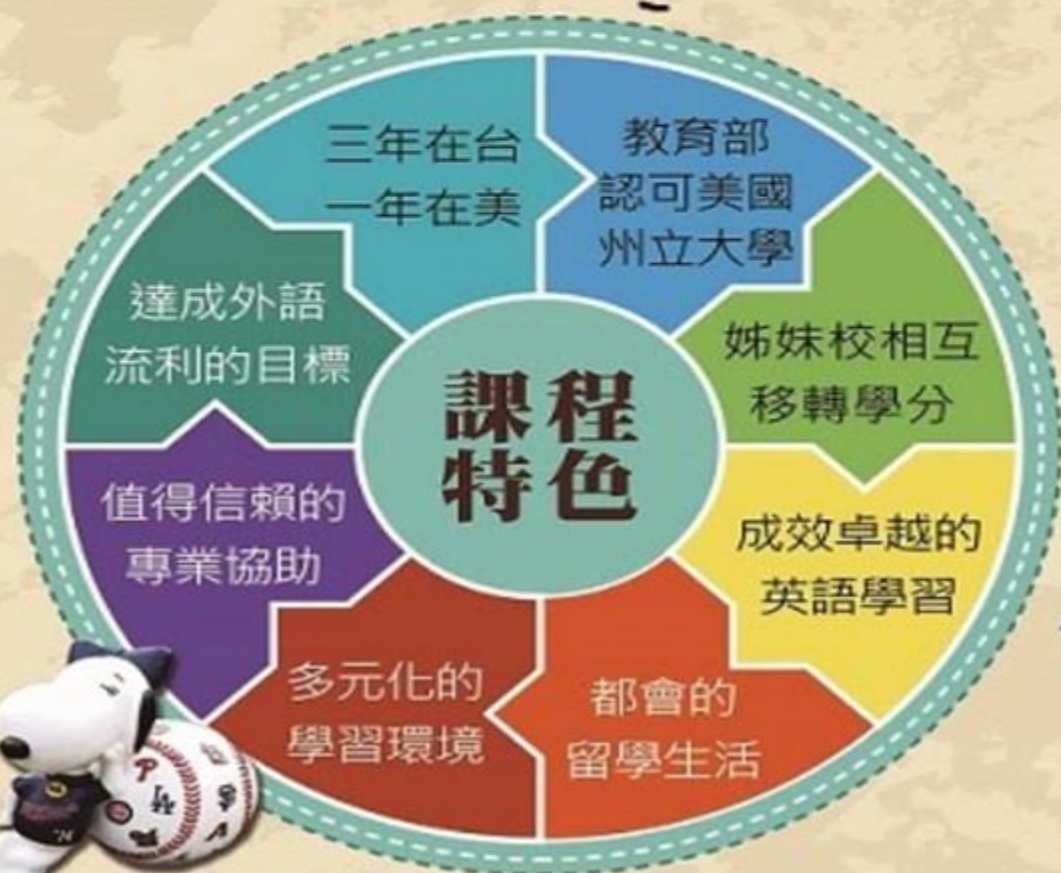 課程
特色
三年在台
一年在美
教育部
認可美國
州立大學
姊妹校相互
移轉學分
成效卓越的
英語學習
都會的
留學生活
多元化的
學習環境
值得信賴的
專業協助
達成外語
流利的目標